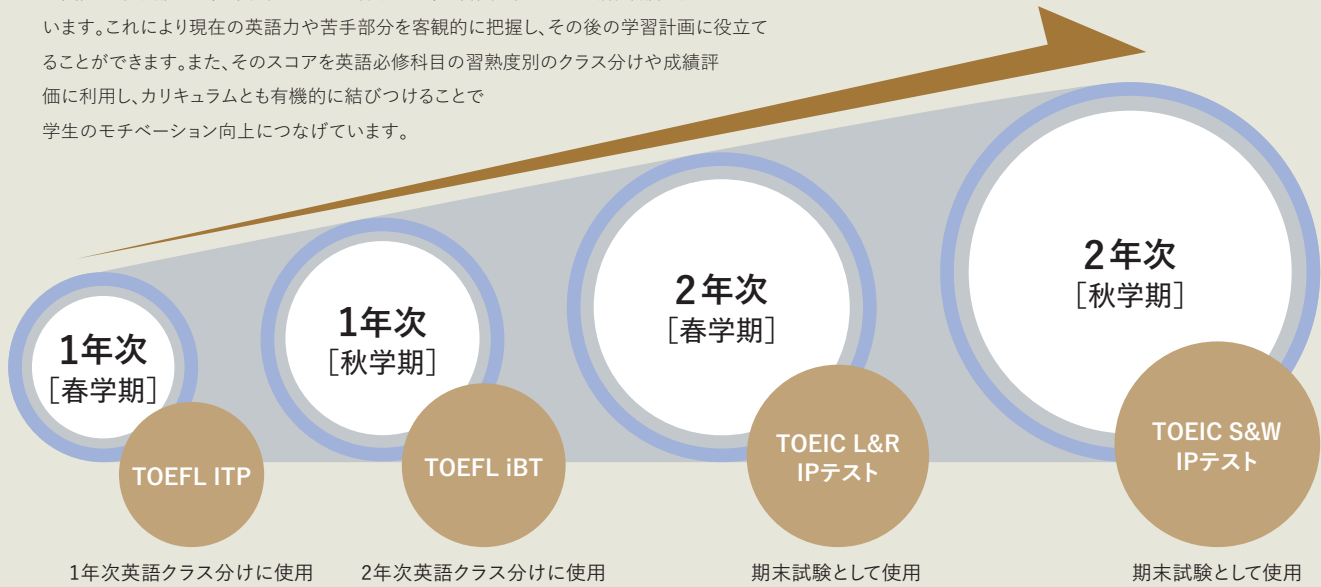 います。これにより現在の英語力や苦手部分を客観的に把握し、その後の学習計画に役立て
ることができます。また、そのスコアを英語必修科目の習熟度別のクラス分けや成績評
価に利用し、カリキュラムとも有機的に結びつけることで
学生のモチベーション向上につなげています。
1年次
[春学期]
TOEFL ITP
1年次英語クラス分けに使用
1年次
[秋学期]
TOEFL iBT
2年次英語クラス分けに使用
2年次
[春学期]
TOEIC L&R
IPテスト
期末試験として使用
2年次
[秋学期]
TOEIC S&W
IPテスト
期末試験として使用